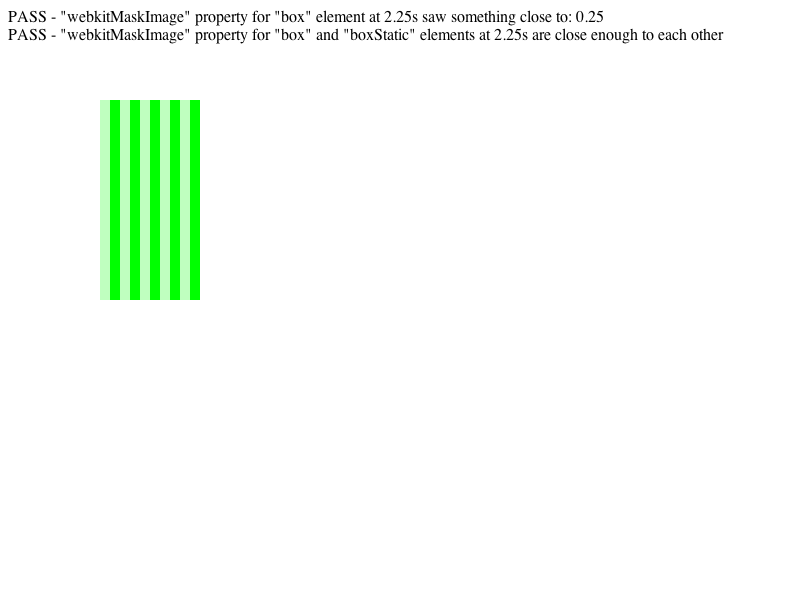 PASS - "webkitMaskImage" property for "box" element at 2.25s saw something close to: 0.25
PASS - "webkitMaskImage" property for "box" and "boxStatic" elements at 2.25s are close enough to each other